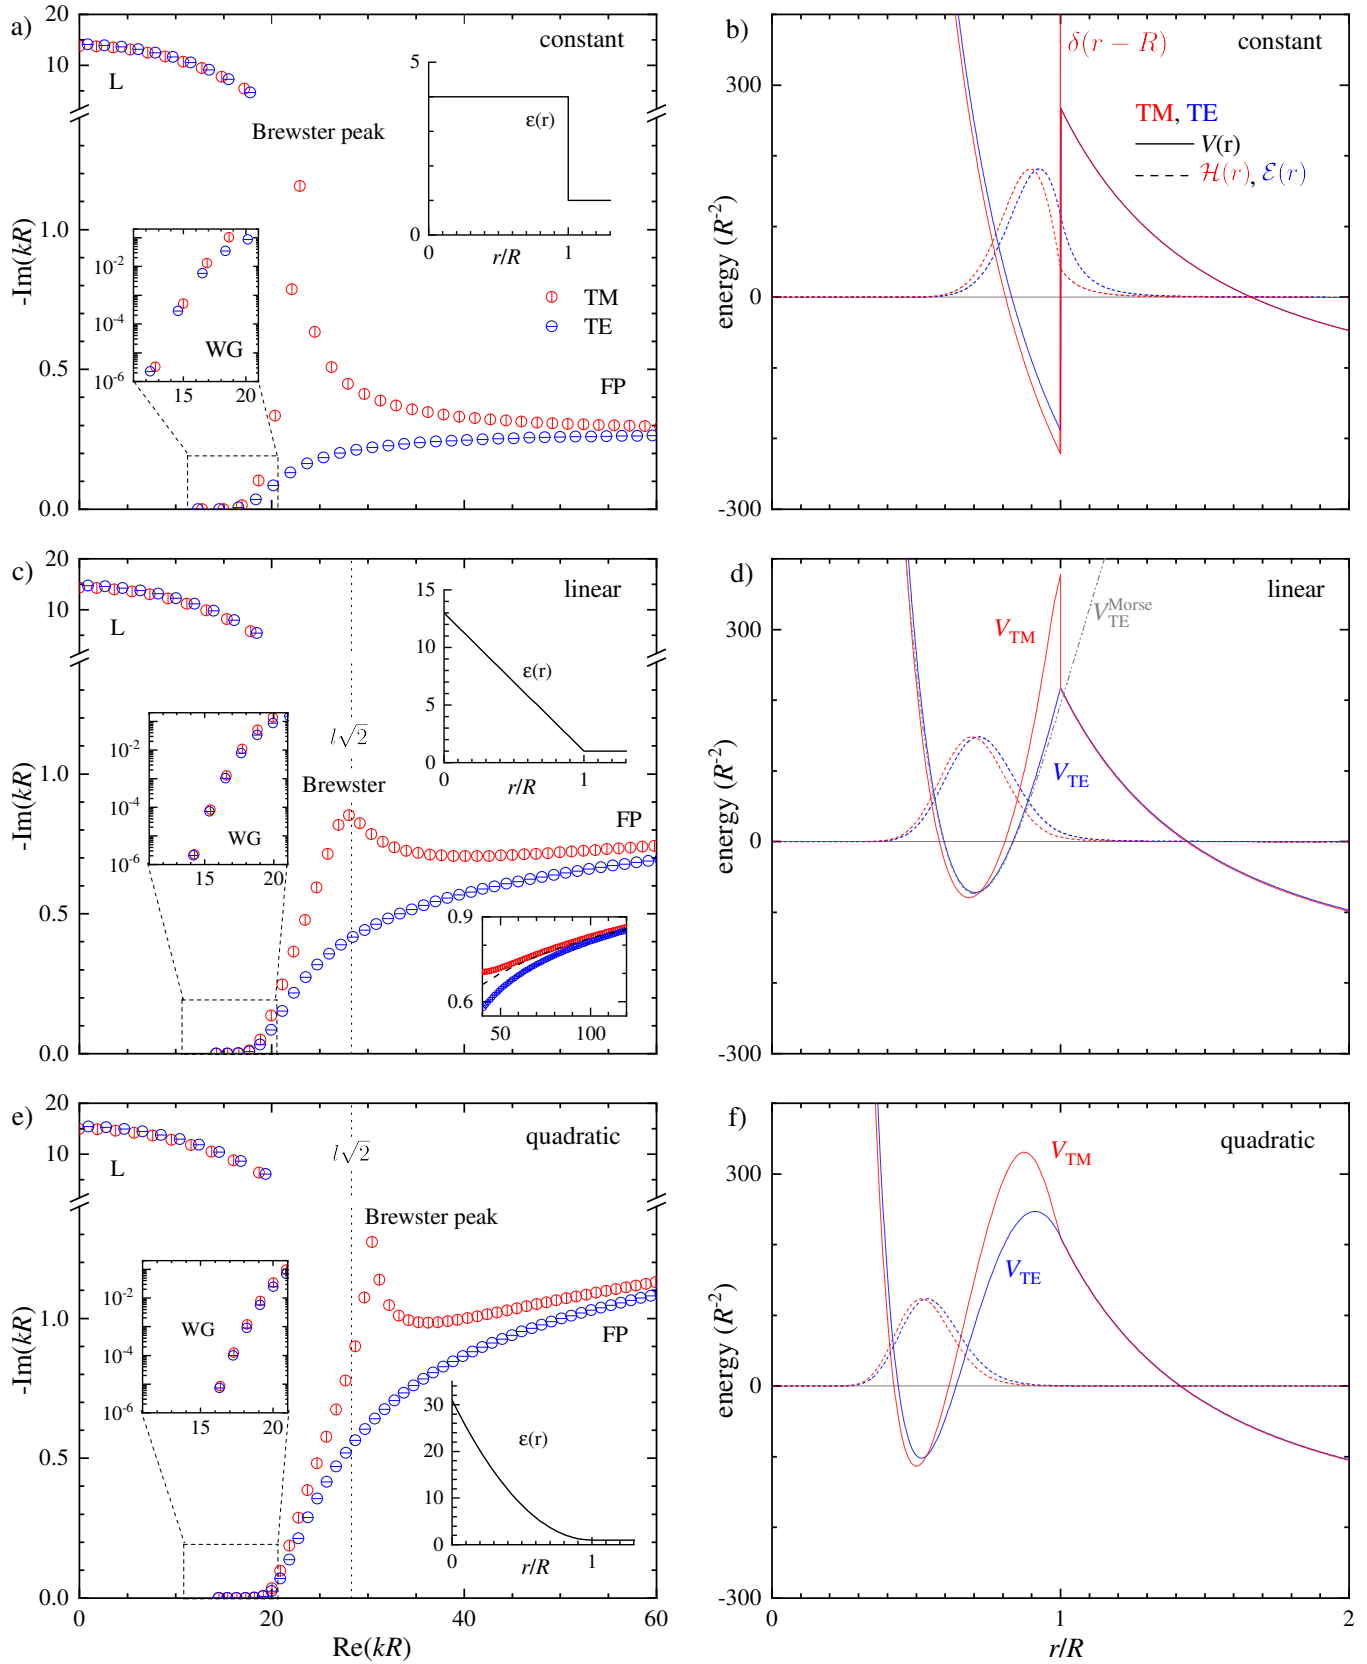 a)
20
10
L
constant
Brewster peak
5
ε(r)
0
0
r/R
1
1.0
10⁻²
10⁻⁴
10⁻⁶
WG
15
20
TM
TE
FP
0.5
0.0
-Im(kR)
b)
300
δ(r − R)
constant
TM, TE
V(r)
ℋ(r), ℰ(r)
0
-300
energy (R⁻²)
c)
20
10
L
linear
15
10
5
0
ε(r)
0
r/R
1
l√2
Brewster
1.0
10⁻²
10⁻⁴
10⁻⁶
WG
15
20
FP
0.5
0.9
0.6
50
100
0.0
-Im(kR)
d)
300
V_TM
V_TE^Morse
linear
V_TE
0
-300
energy (R⁻²)
e)
20
10
L
quadratic
l√2
Brewster peak
10⁻²
10⁻⁴
10⁻⁶
WG
15
20
1.0
FP
30
20
10
0
ε(r)
0
r/R
1
0.5
0.0
-Im(kR)
0
20
40
60
Re(kR)
f)
300
V_TM
quadratic
V_TE
0
-300
energy (R⁻²)
0
1
2
r/R